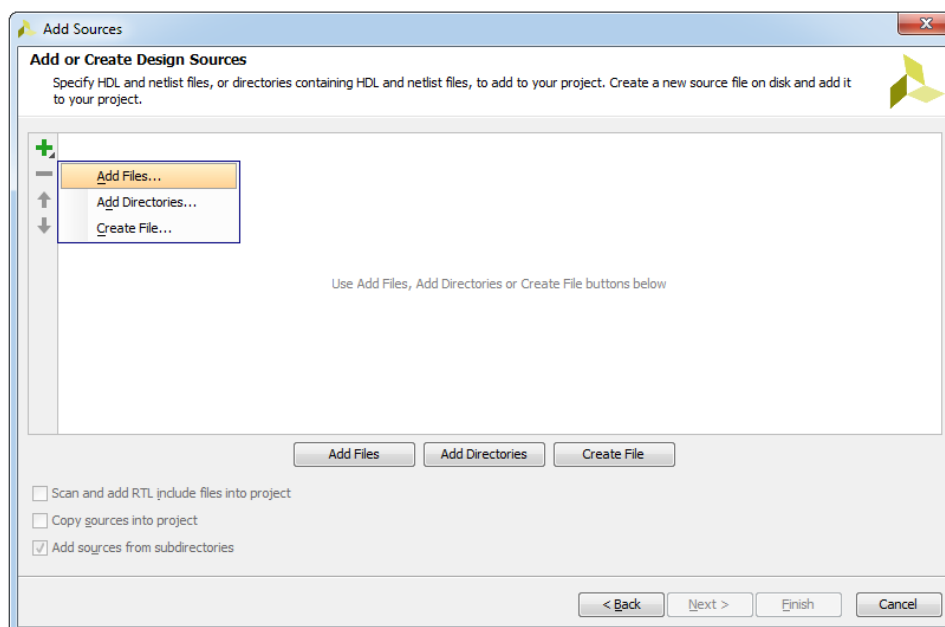 Add Sources
Add or Create Design Sources
Specify HDL and netlist files, or directories containing HDL and netlist files, to add to your project. Create a new source file on disk and add it
to your project.
Add Files...
Add Directories...
Create File...
Use Add Files, Add Directories or Create File buttons below
Add Files
Add Directories
Create File
Scan and add RTL include files into project
Copy sources into project
Add sources from subdirectories
< Back
Next >
Finish
Cancel